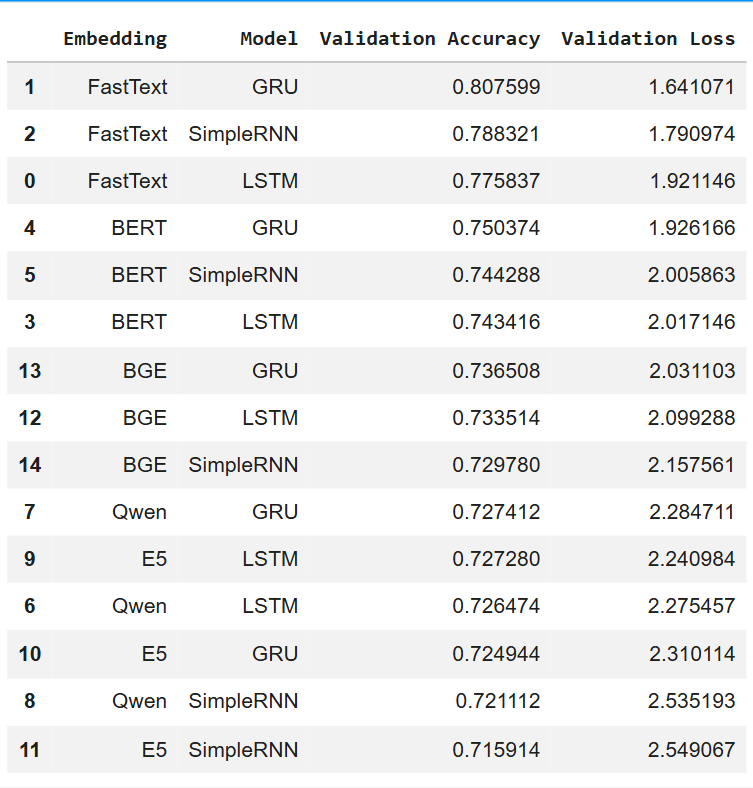 Embedding Model Validation Accuracy Validation Loss
1 FastText GRU 0.807599 1.641071
2 FastText SimpleRNN 0.788321 1.790974
0 FastText LSTM 0.775837 1.921146
4 BERT GRU 0.750374 1.926166
5 BERT SimpleRNN 0.744288 2.005863
3 BERT LSTM 0.743416 2.017146
13 BGE GRU 0.736508 2.031103
12 BGE LSTM 0.733514 2.099288
14 BGE SimpleRNN 0.729780 2.157561
7 Qwen GRU 0.727412 2.284711
9 E5 LSTM 0.727280 2.240984
6 Qwen LSTM 0.726474 2.275457
10 E5 GRU 0.724944 2.310114
8 Qwen SimpleRNN 0.721112 2.535193
11 E5 SimpleRNN 0.715914 2.549067